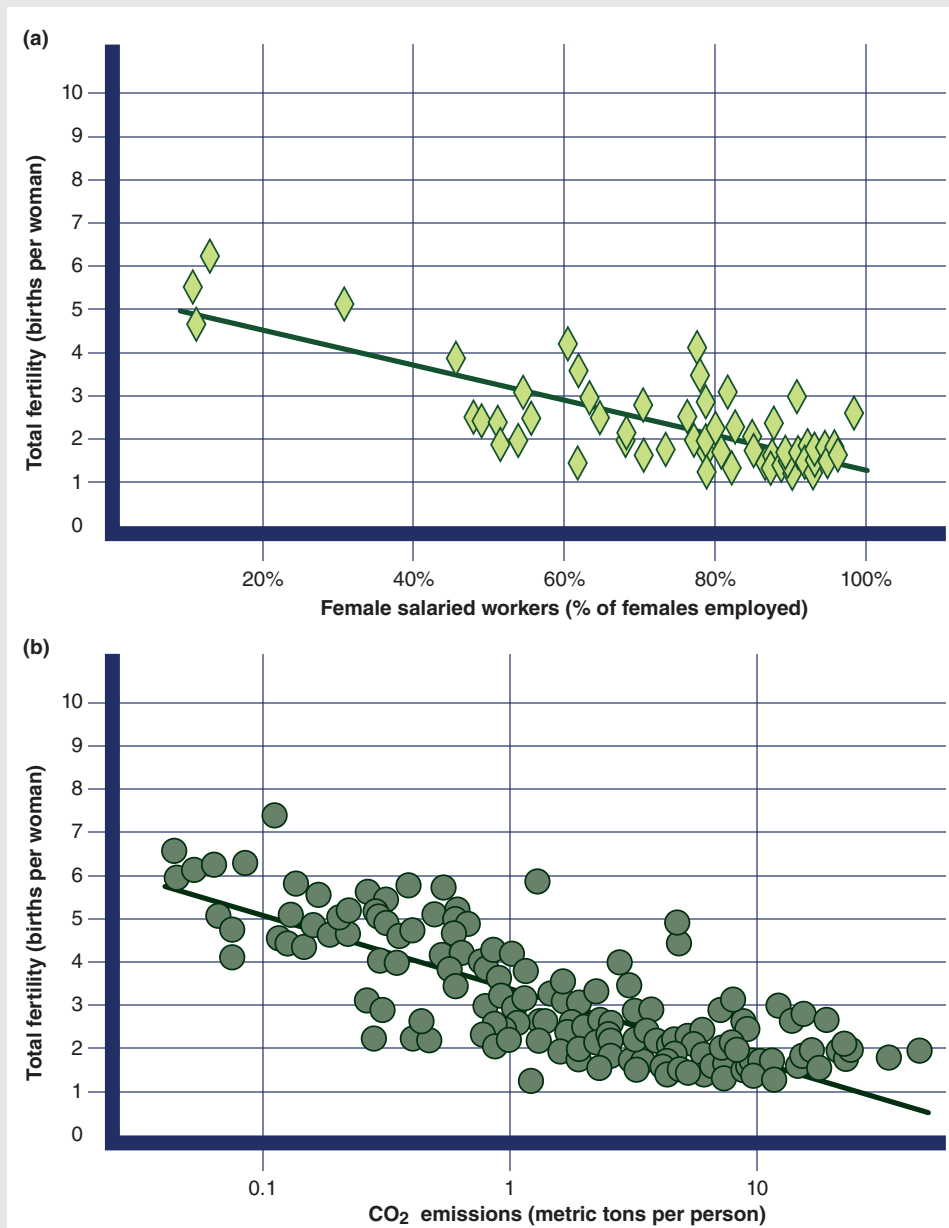 (a)
Total fertility (births per woman)
10
9
8
7
6
5
4
3
2
1
0
20% 40% 60% 80% 100%
Female salaried workers (% of females employed)
(b)
Total fertility (births per woman)
10
9
8
7
6
5
4
3
2
1
0
0.1 1 10
CO₂ emissions (metric tons per person)